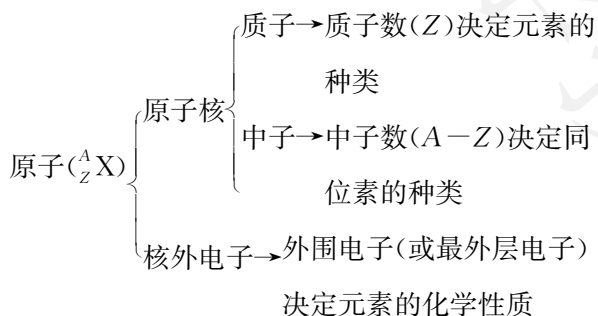 质子→质子数(Z)决定元素的
种类
原子核
中子→中子数(A-Z)决定同
位素的种类
原子(^A_Z X)
核外电子→外围电子(或最外层电子)
决定元素的化学性质